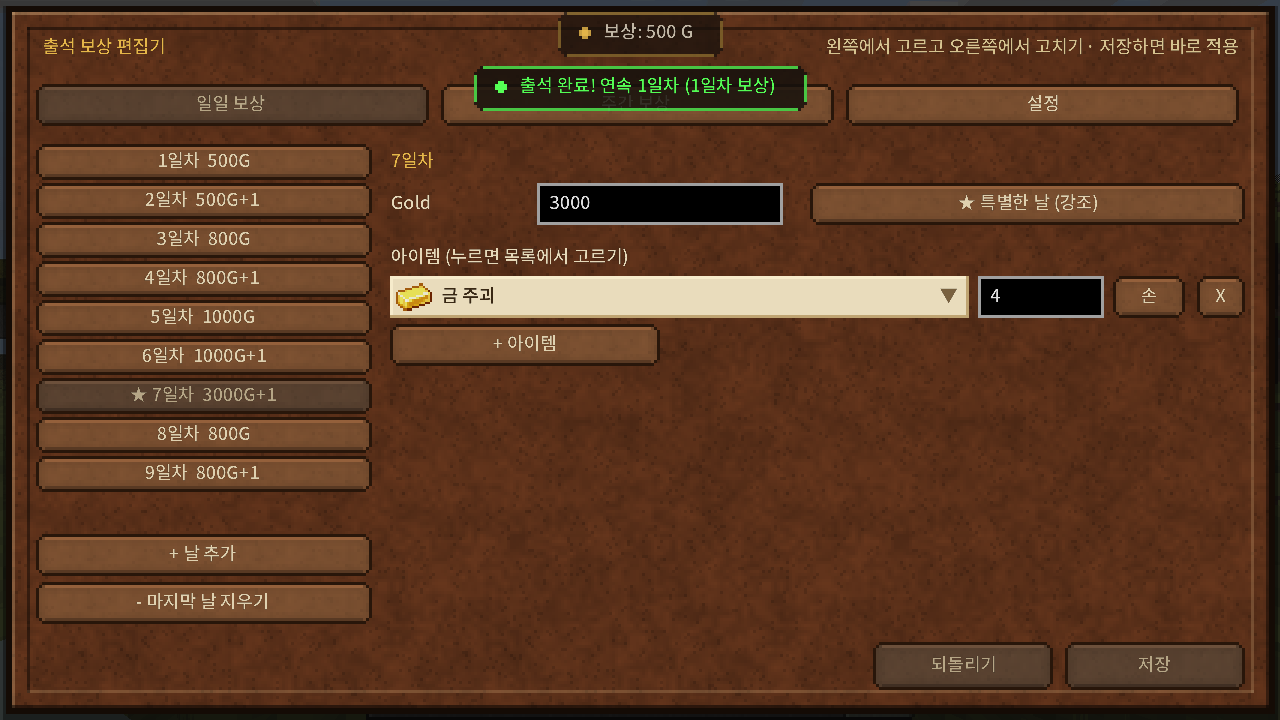 보상: 500 G
출석 보상 편집기
왼쪽에서 고르고 오른쪽에서 고치기 · 저장하면 바로 적용
출석 완료! 연속 1일차 (1일차 보상)
일일 보상
주간 보상
설정
1일차 500G
2일차 500G+1
3일차 800G
4일차 800G+1
5일차 1000G
6일차 1000G+1
★ 7일차 3000G+1
8일차 800G
9일차 800G+1
+ 날 추가
- 마지막 날 지우기
7일차
Gold
3000
★ 특별한 날 (강조)
아이템 (누르면 목록에서 고르기)
금 주괴
4
손
X
+ 아이템
되돌리기
저장